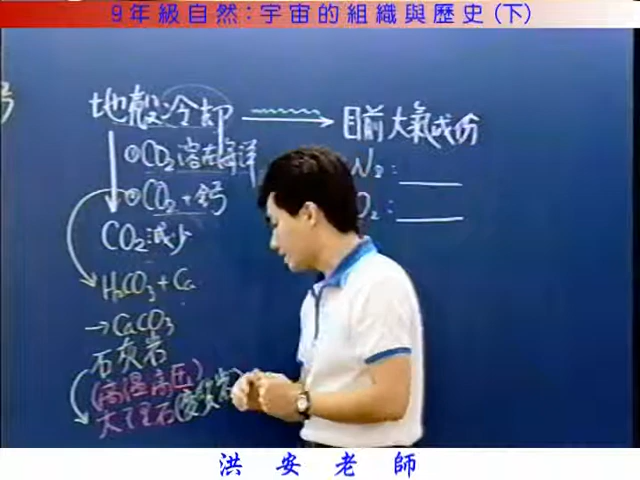 9年級自然:宇宙的組織與歷史(下)
地殼冷却 → 目前大氣成份
①CO2溶在海洋
②CO2+鈣
CO2減少
H2CO3+Ca
→CaCO3
石灰岩
(高溫高压)
大理石(變質岩)
N2:
O2:
洪安老師